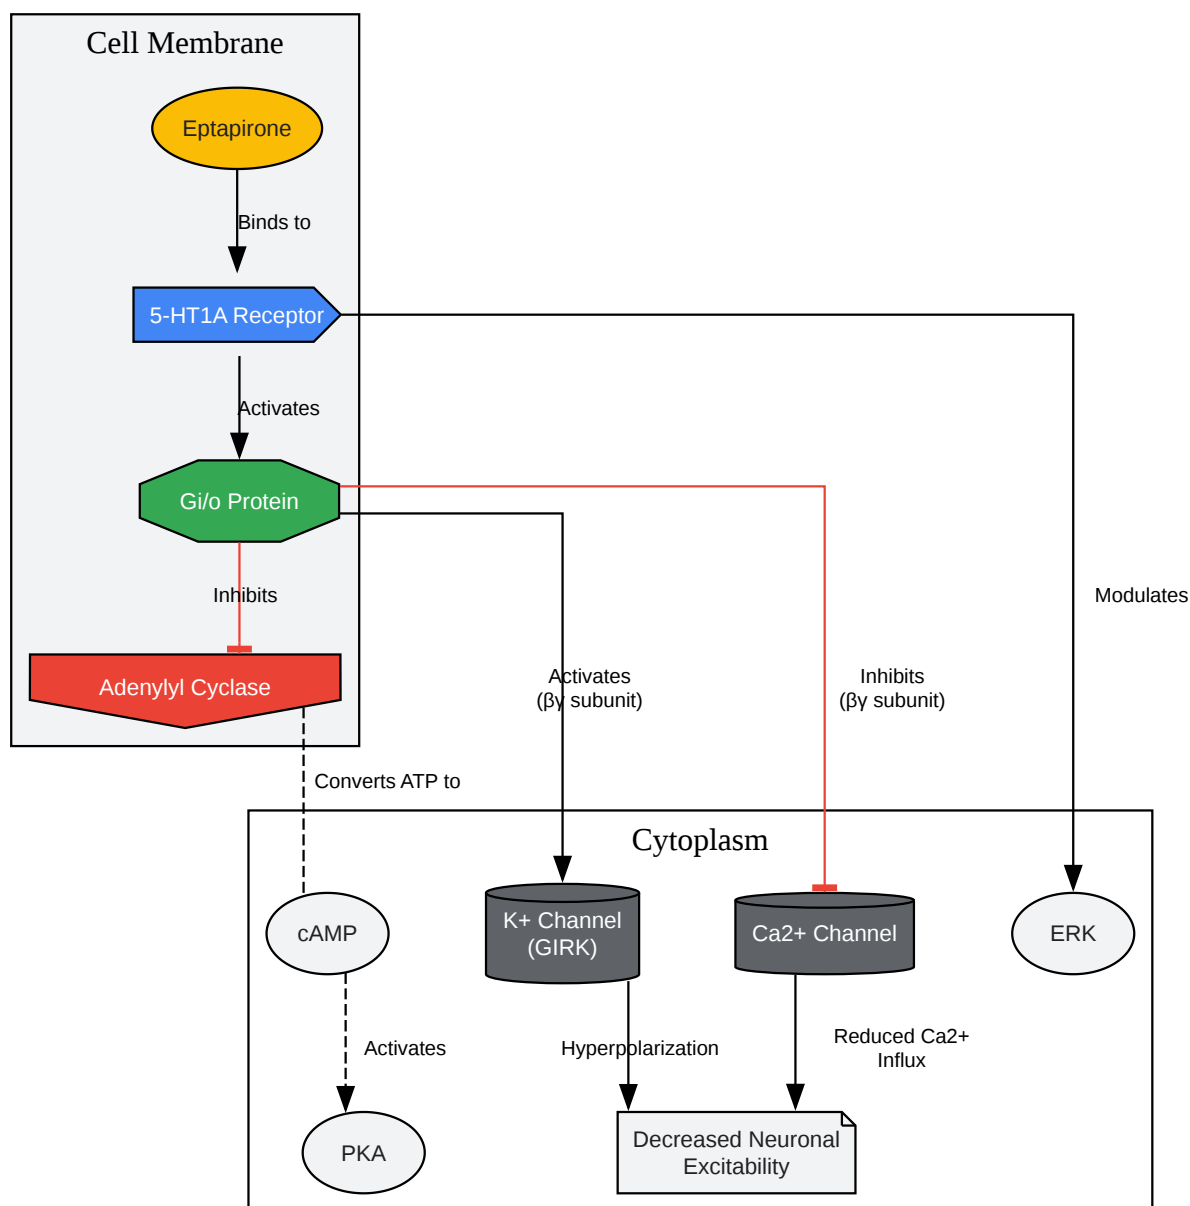 Cell Membrane
Eptapirone
Binds to
5-HT1A Receptor
Activates
Gi/o Protein
Inhibits
Modulates
Adenylyl Cyclase
Activates
(βγ subunit)
Inhibits
(βγ subunit)
Converts ATP to
Cytoplasm
cAMP
K+ Channel
(GIRK)
Ca2+ Channel
ERK
Activates
Hyperpolarization
Reduced Ca2+
Influx
PKA
Decreased Neuronal
Excitability